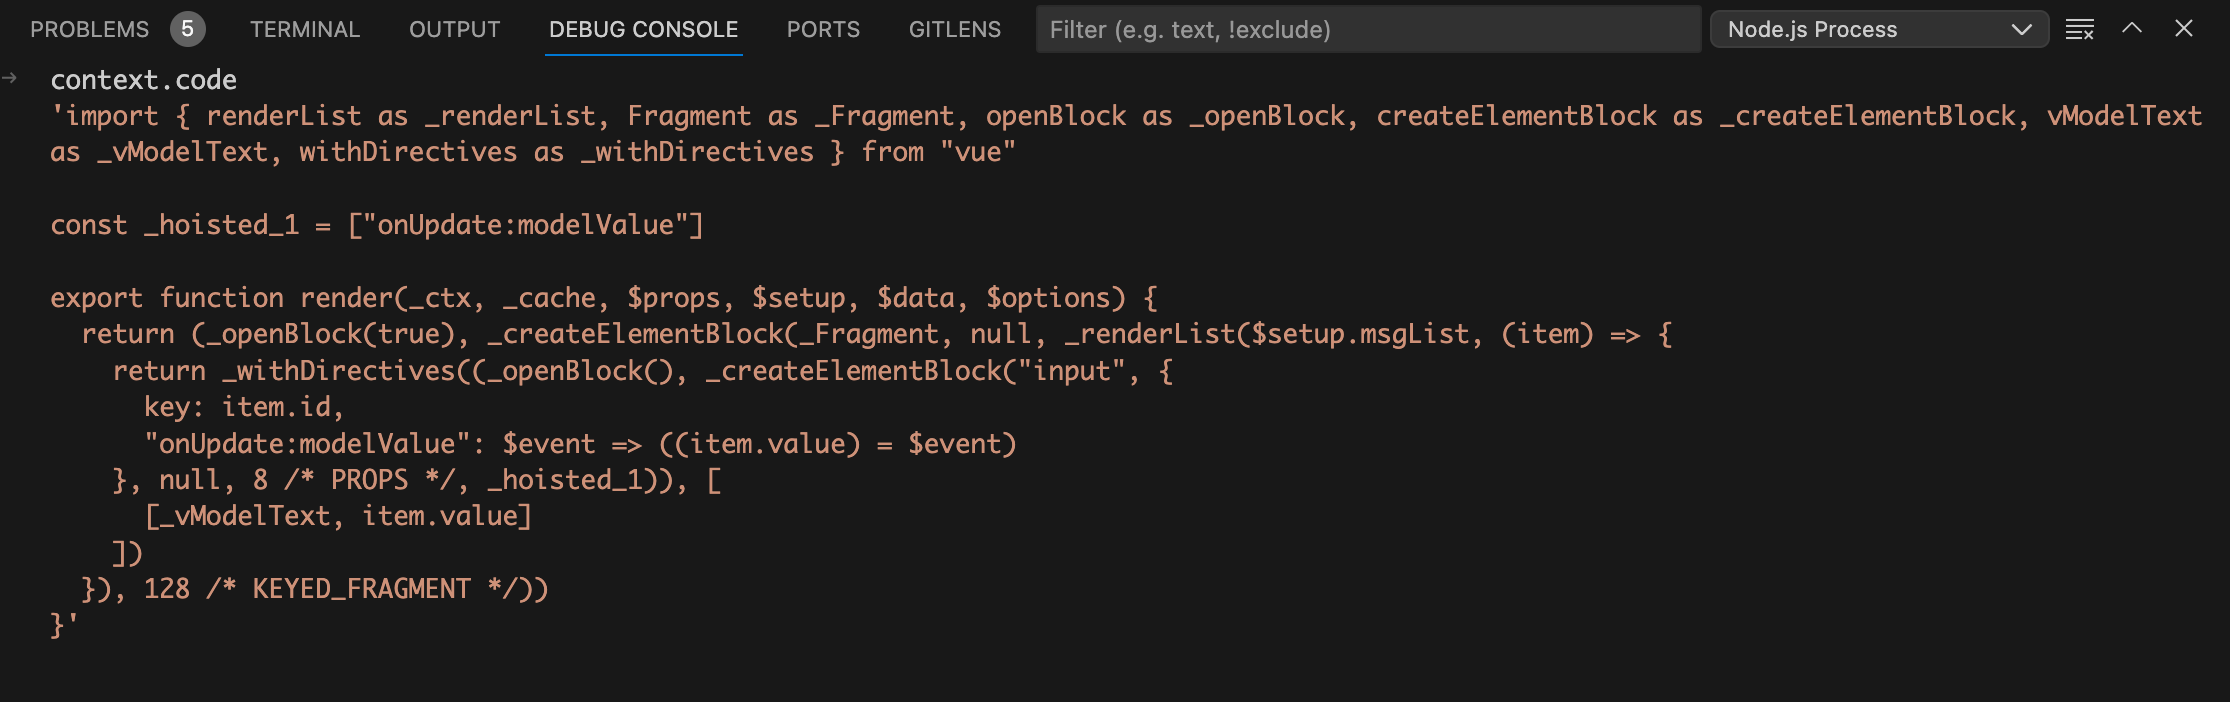 PROBLEMS 5 TERMINAL OUTPUT DEBUG CONSOLE PORTS GITLENS Filter (e.g. text, !exclude) Node.js Process
context.code
'import { renderList as _renderList, Fragment as _Fragment, openBlock as _openBlock, createElementBlock as _createElementBlock, vModelText
as _vModelText, withDirectives as _withDirectives } from "vue"
const _hoisted_1 = ["onUpdate:modelValue"]
export function render(_ctx, _cache, $props, $setup, $data, $options) {
  return (_openBlock(true), _createElementBlock(_Fragment, null, _renderList($setup.msgList, (item) => {
    return _withDirectives((_openBlock(), _createElementBlock("input", {
      key: item.id,
      "onUpdate:modelValue": $event => ((item.value) = $event)
    }, null, 8 /* PROPS */, _hoisted_1)), [
      [_vModelText, item.value]
    ])
  }), 128 /* KEYED_FRAGMENT */))
}'